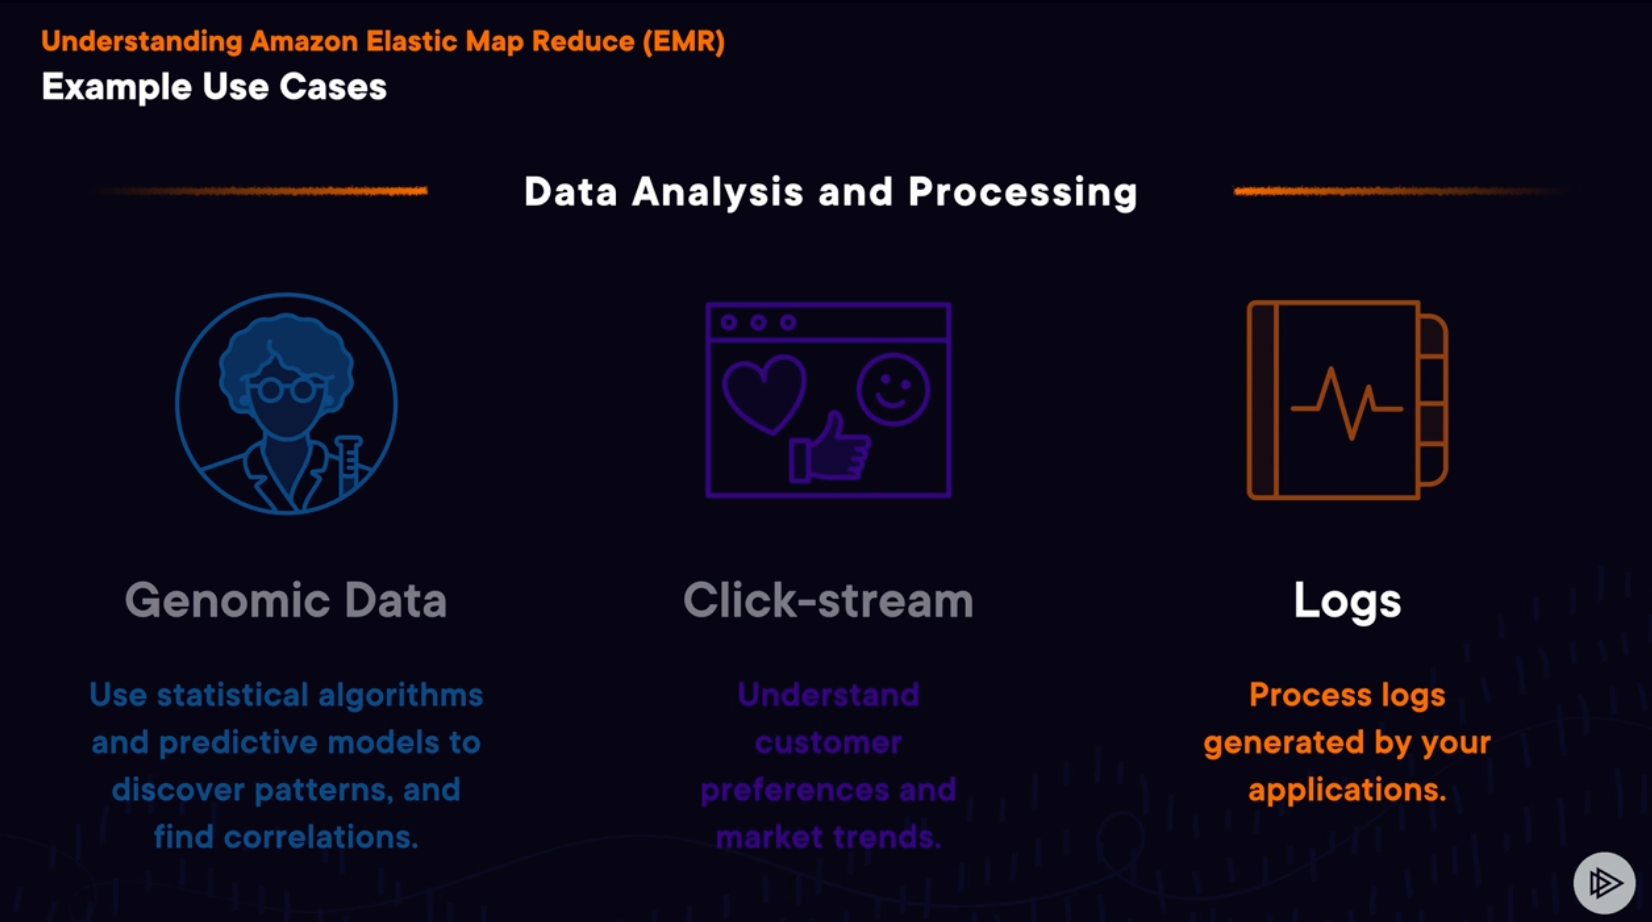 Understanding Amazon Elastic Map Reduce (EMR)
Example Use Cases
Data Analysis and Processing
Genomic Data
Use statistical algorithms
and predictive models to
discover patterns, and
find correlations.
Click-stream
Understand
customer
preferences and
market trends.
Logs
Process logs
generated by your
applications.